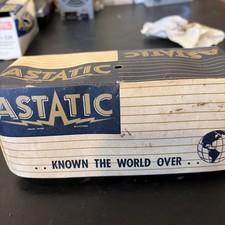 ASTATIC
ASTATIC
.. KNOWN THE WORLD OVER ..